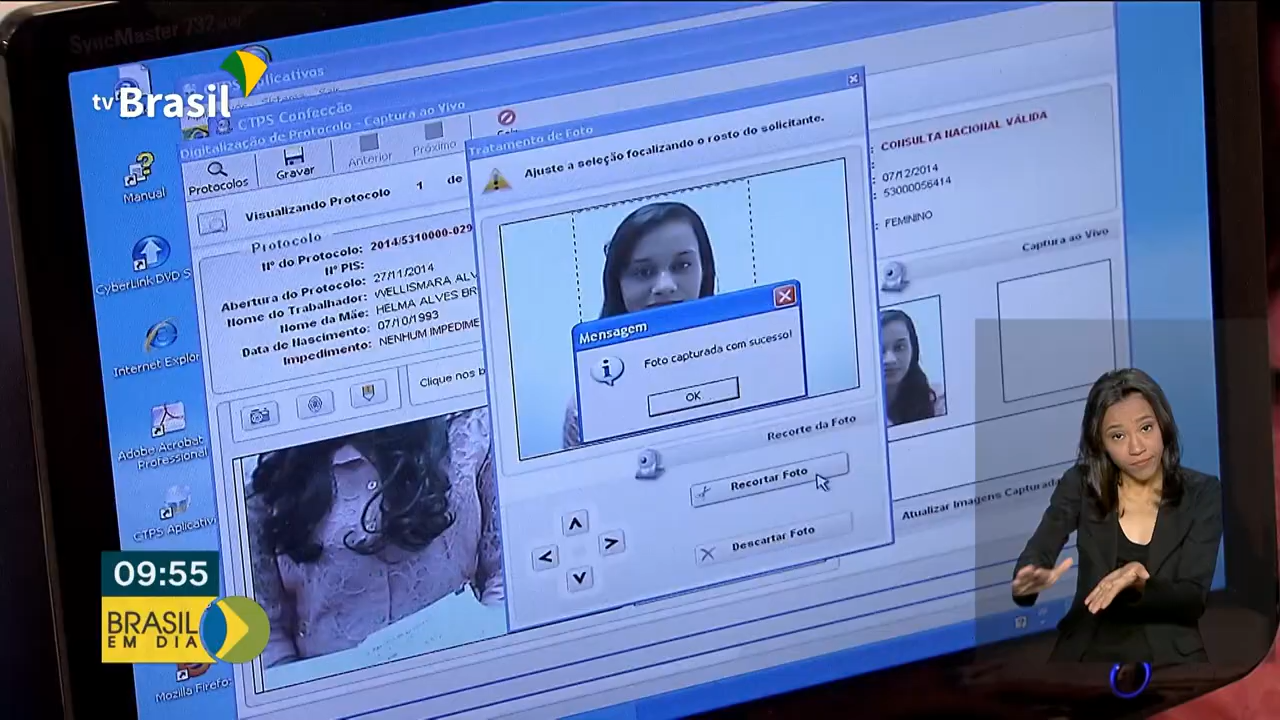 SyncMaster 732
tv Brasil
Aplicativos
CTPS Confecção
Digitalização de Protocolo - Captura ao Vivo
Protocolos
Gravar
Anterior
Próximo
Visualizando Protocolo 1 de
Protocolo
Nº do Protocolo: 2014/5310000-029
Nº PIS:
Abertura do Protocolo: 27/11/2014
Nome do Trabalhador: WELLISMARA ALV
Nome da Mãe: HELMA ALVES BR
Data de Nascimento: 07/10/1993
Impedimento: NENHUM IMPEDIME
Clique nos b
Tratamento de Foto
Ajuste a seleção focalizando o rosto do solicitante.
Mensagem
Foto capturada com sucesso!
OK
Recorte da Foto
Recortar Foto
Descartar Foto
: CONSULTA NACIONAL VÁLIDA
: 07/12/2014
: 53000056414
: FEMININO
Captura ao Vivo
Atualizar Imagens Capturada
Manual
CyberLink DVD S
Internet Explor
Adobe Acrobat
Professional
CTPS Aplicativ
Mozilla Firefo
09:55
BRASIL
EM DIA